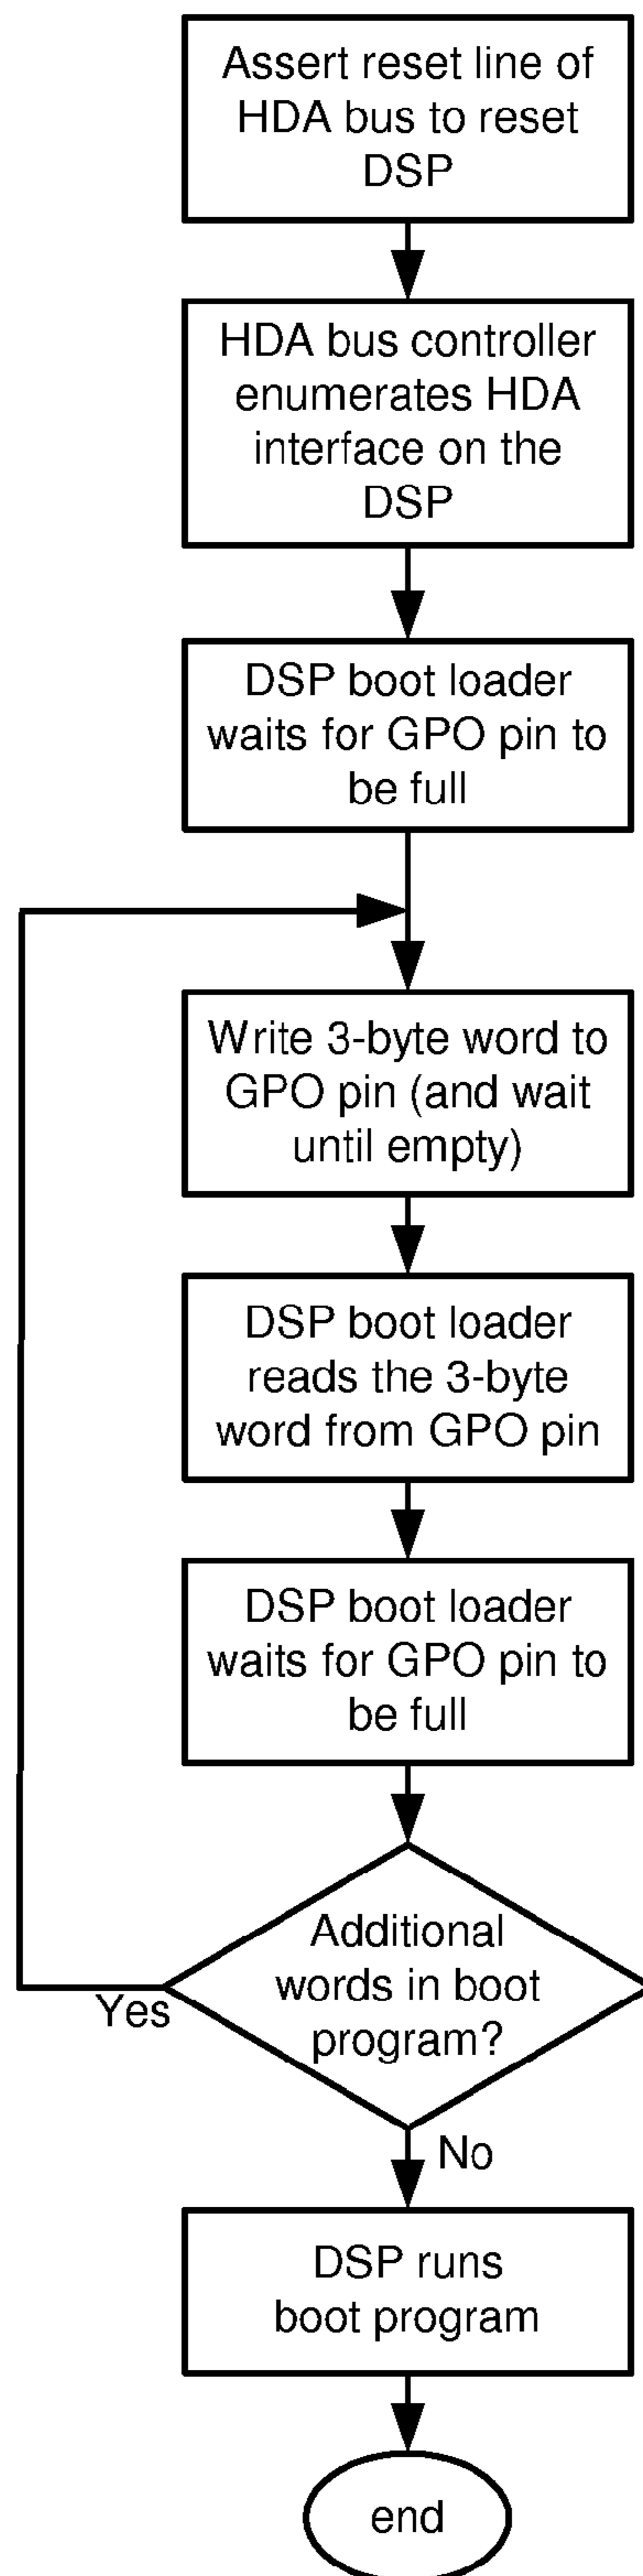 Assert reset line of
HDA bus to reset
DSP
HDA bus controller
enumerates HDA
interface on the
DSP
DSP boot loader
waits for GPO pin to
be full
Write 3-byte word to
GPO pin (and wait
until empty)
DSP boot loader
reads the 3-byte
word from GPO pin
DSP boot loader
waits for GPO pin to
be full
Additional
words in boot
program?
Yes
No
DSP runs
boot program
end